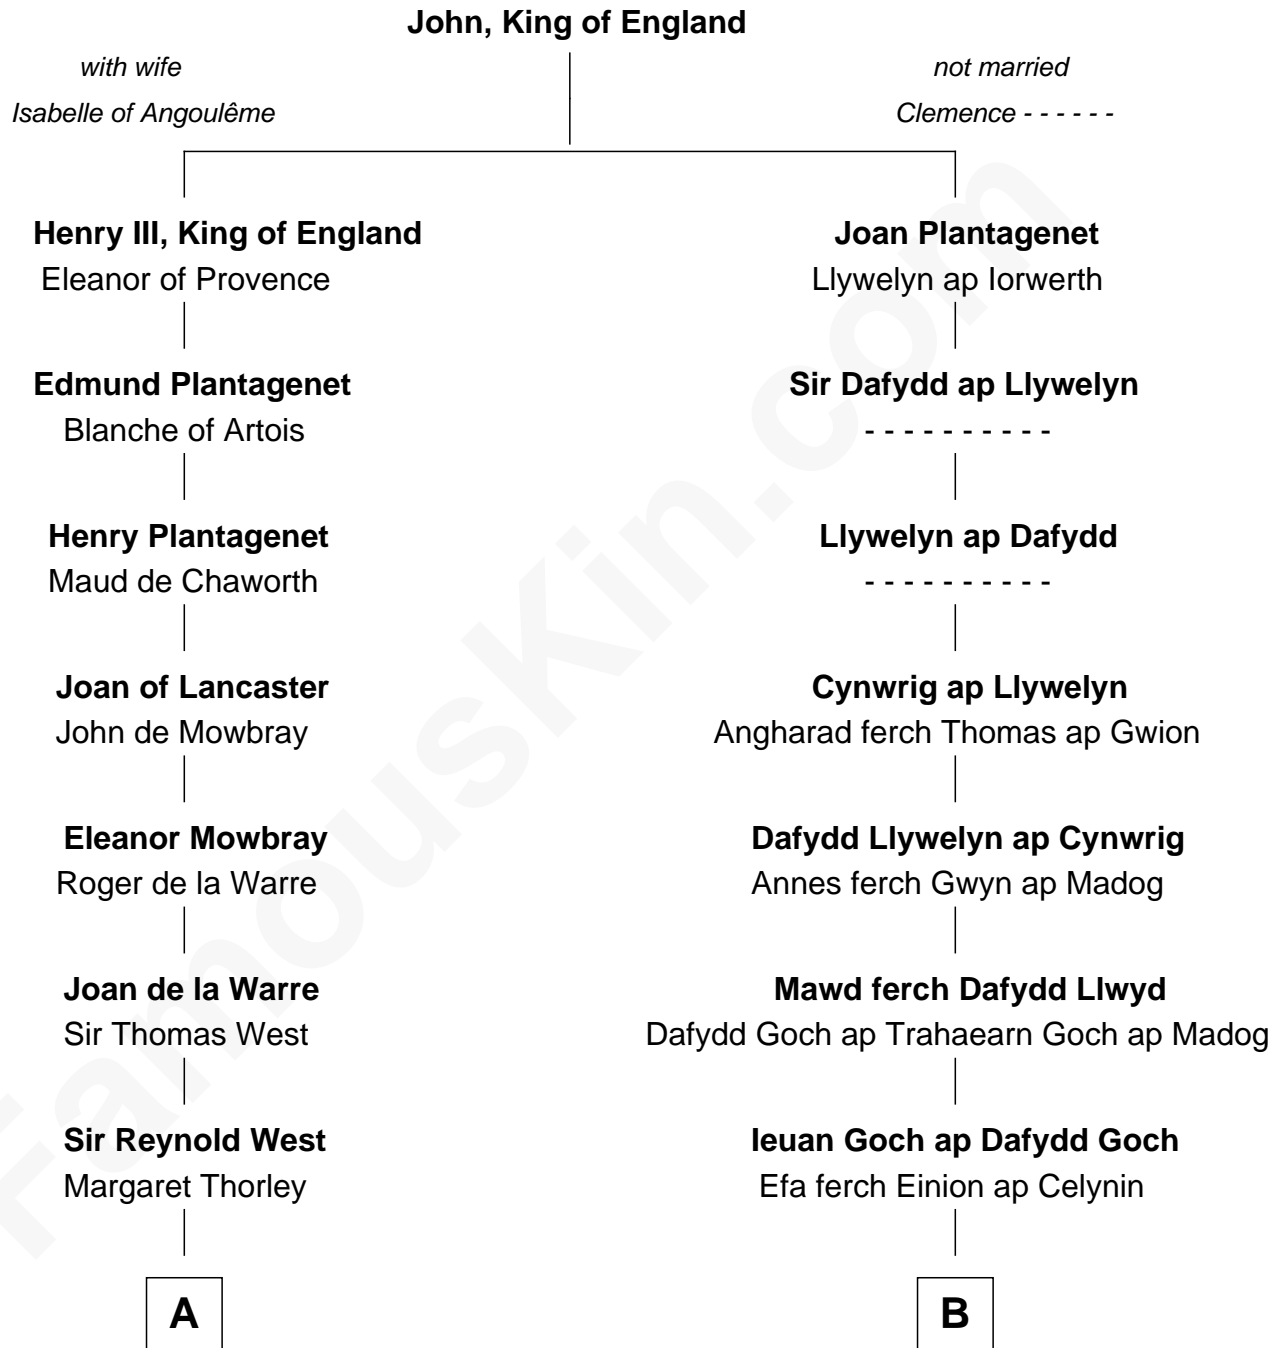 John, King of England
with wife
Isabelle of Angoulême
not married
Clemence - - - - - -
Henry III, King of England
Eleanor of Provence
Joan Plantagenet
Llywelyn ap Iorwerth
Edmund Plantagenet
Blanche of Artois
Sir Dafydd ap Llywelyn
- - - - - - - - - -
Henry Plantagenet
Maud de Chaworth
Llywelyn ap Dafydd
- - - - - - - - - -
Joan of Lancaster
John de Mowbray
Cynwrig ap Llywelyn
Angharad ferch Thomas ap Gwion
Eleanor Mowbray
Roger de la Warre
Dafydd Llywelyn ap Cynwrig
Annes ferch Gwyn ap Madog
Joan de la Warre
Sir Thomas West
Mawd ferch Dafydd Llwyd
Dafydd Goch ap Trahaearn Goch ap Madog
Sir Reynold West
Margaret Thorley
Ieuan Goch ap Dafydd Goch
Efa ferch Einion ap Celynin
A
B
FamousKin.com